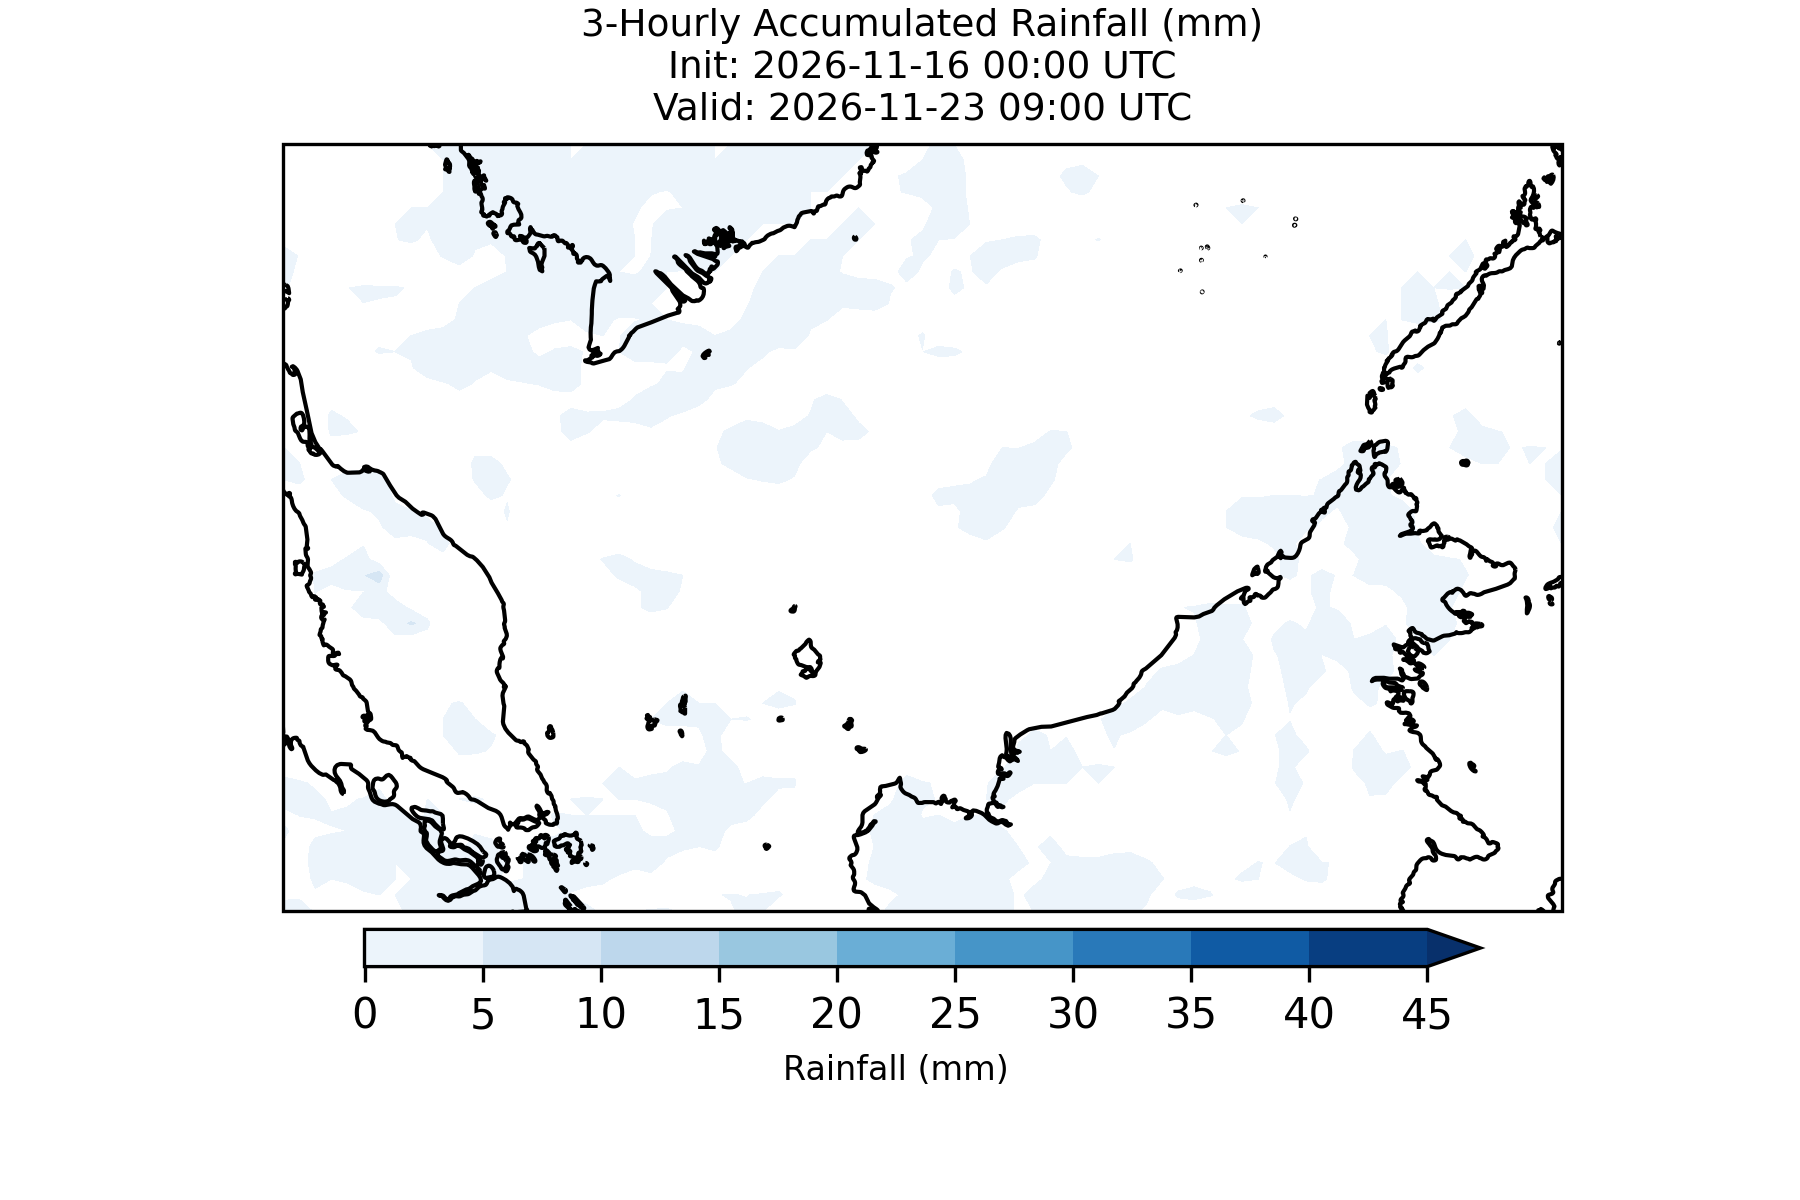 3-Hourly Accumulated Rainfall (mm)
Init: 2026-11-16 00:00 UTC
Valid: 2026-11-23 09:00 UTC
0 5 10 15 20 25 30 35 40 45
Rainfall (mm)